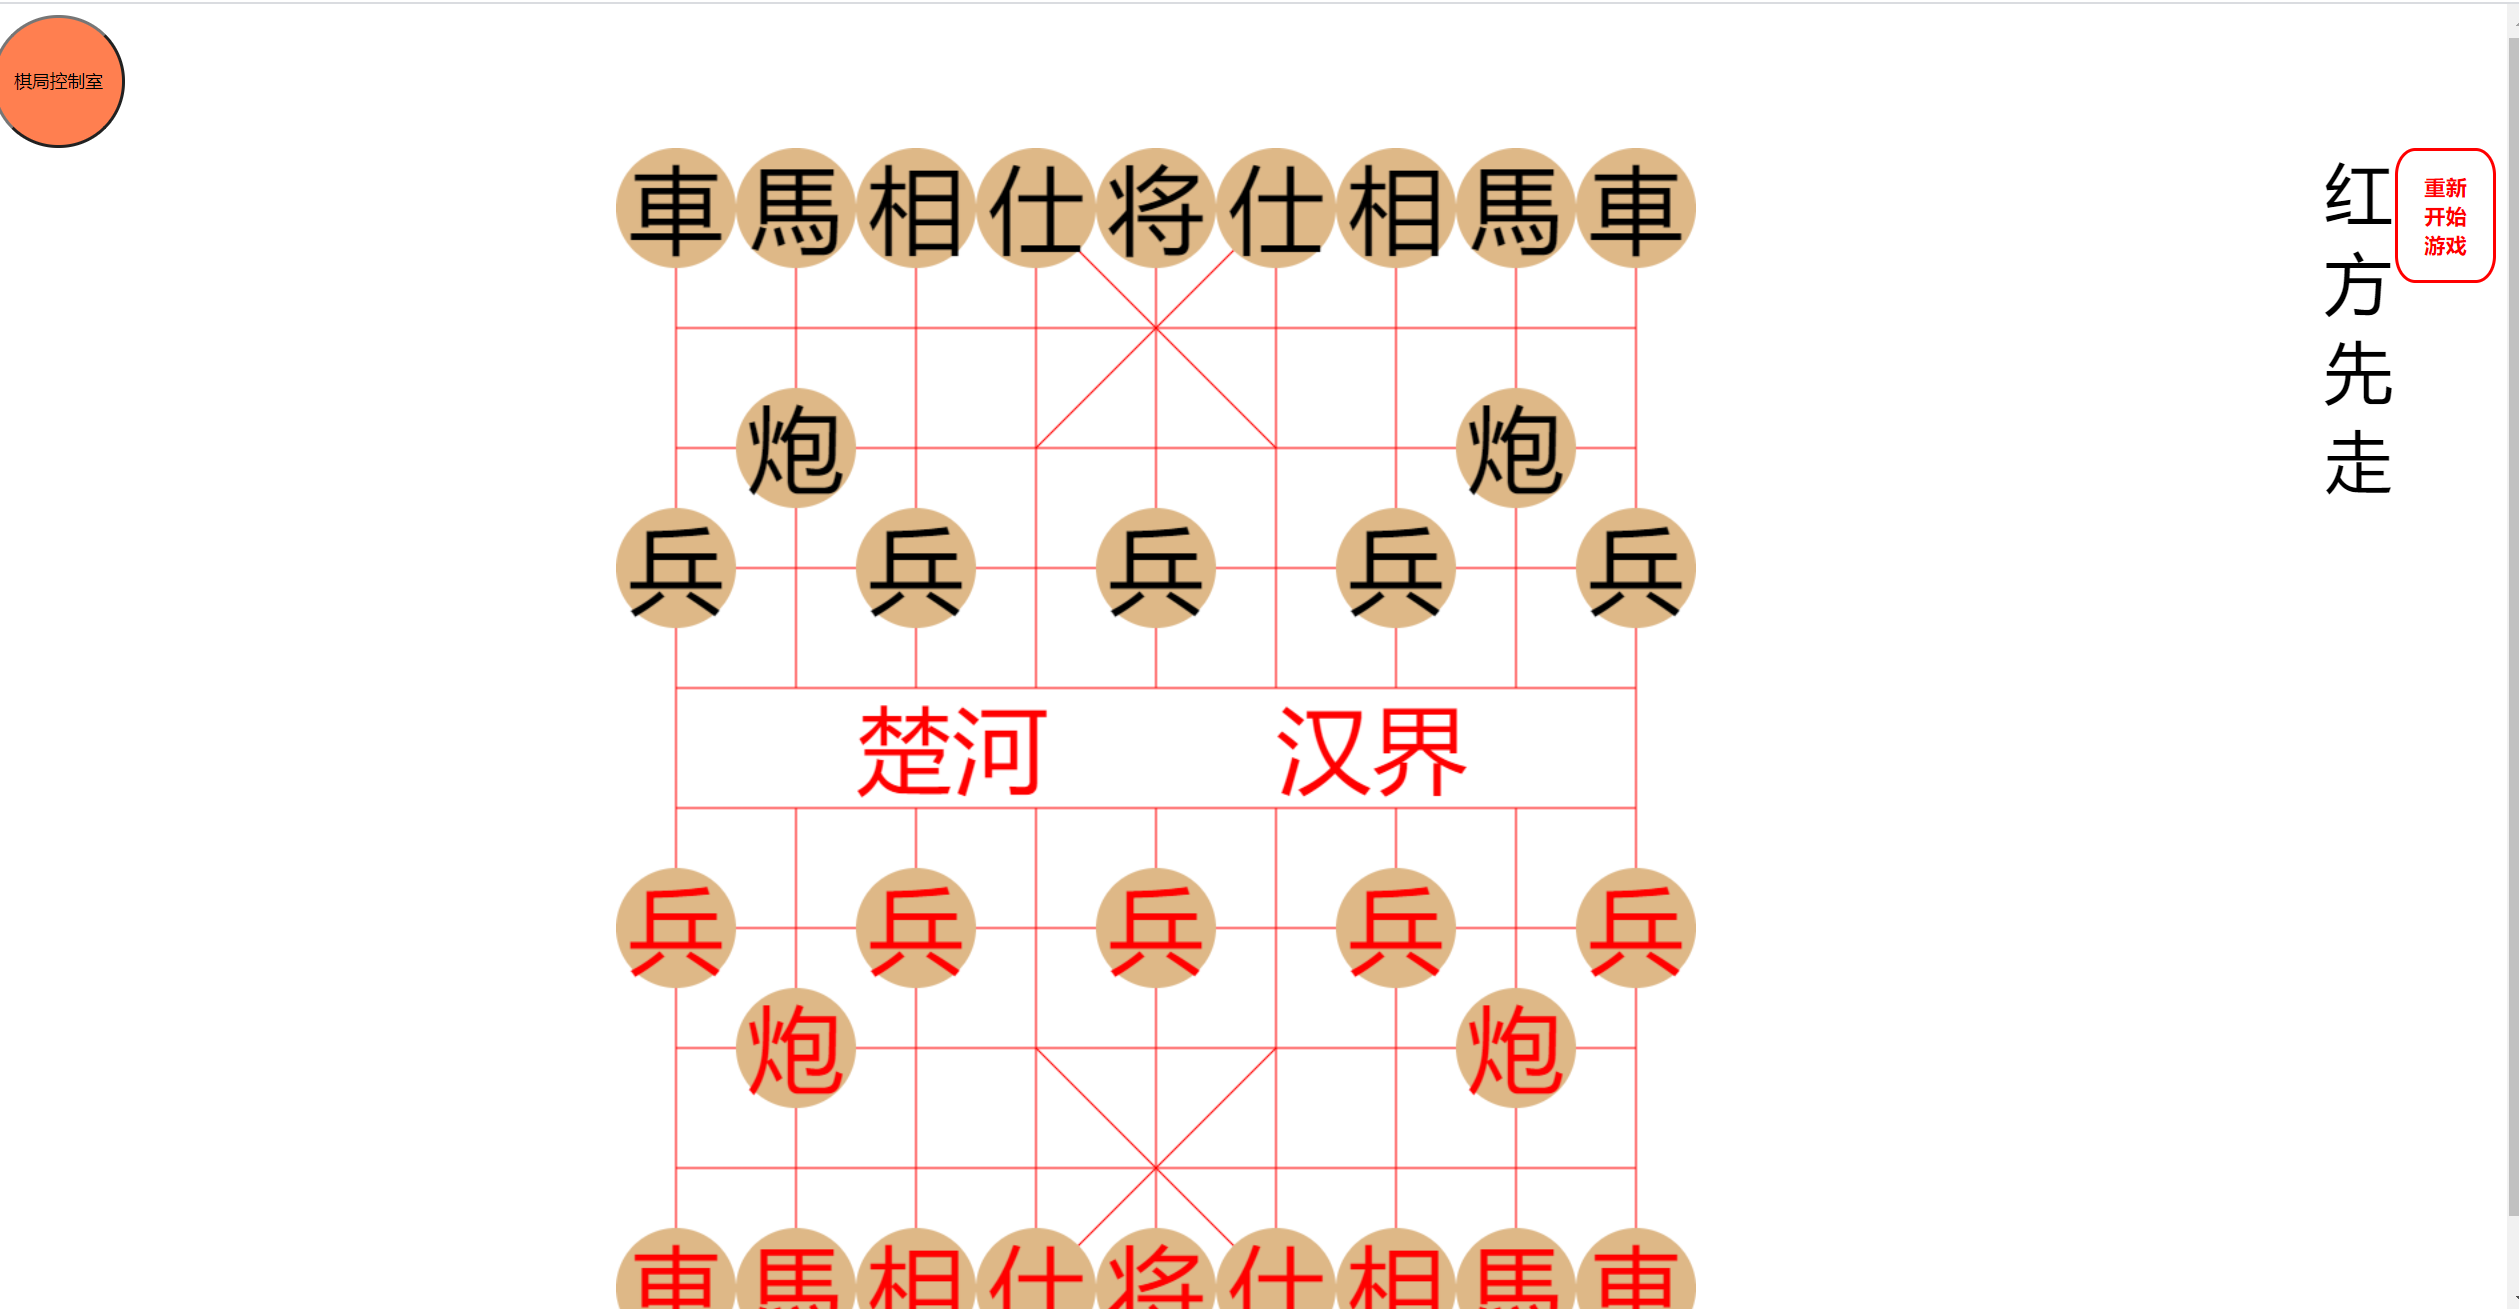 棋局控制室
車馬相仕将仕相馬車
炮 炮
兵 兵 兵 兵 兵
楚河 汉界
兵 兵 兵 兵 兵
炮 炮
車馬相仕将仕相馬車
红
方
先
走
重新
开始
游戏